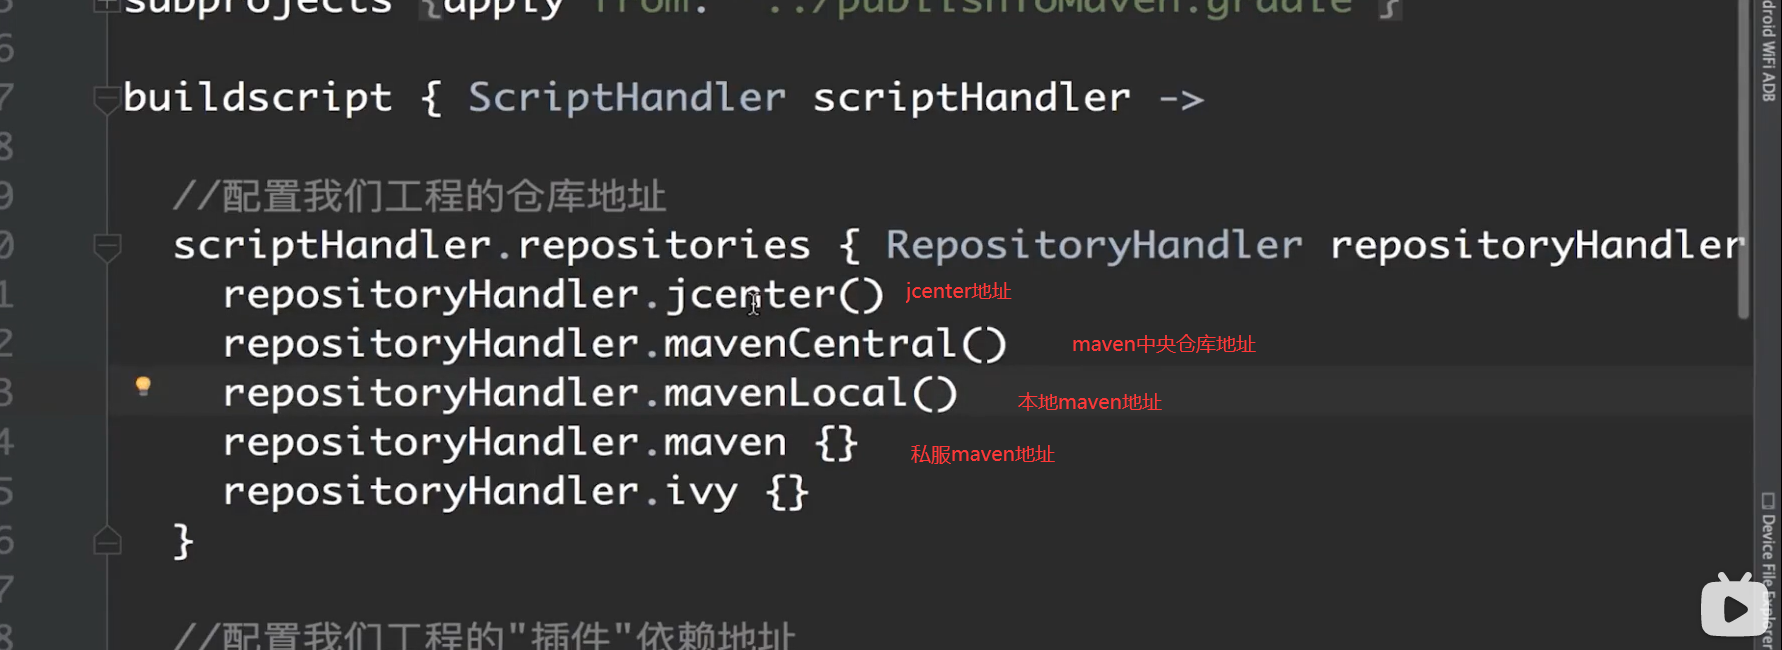 subprojects {apply from: '../publishToMaven.gradle'}
6
7 buildscript { ScriptHandler scriptHandler ->
8
9 //配置我们工程的仓库地址
0 scriptHandler.repositories { RepositoryHandler repositoryHandler
1 repositoryHandler.jcenter() jcenter地址
2 repositoryHandler.mavenCentral() maven中央仓库地址
3 repositoryHandler.mavenLocal() 本地maven地址
4 repositoryHandler.maven {} 私服maven地址
5 repositoryHandler.ivy {}
6 }
7
8 //配置我们工程的"插件"依赖地址
droid WiFi ADB
Device File Explorer